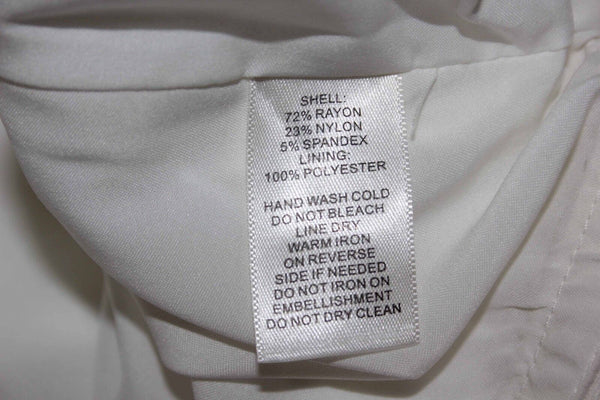 SHELL:
72% RAYON
23% NYLON
5% SPANDEX
LINING:
100% POLYESTER
HAND WASH COLD
DO NOT BLEACH
LINE DRY
WARM IRON
ON REVERSE
SIDE IF NEEDED
DO NOT IRON ON
EMBELLISHMENT
DO NOT DRY CLEAN